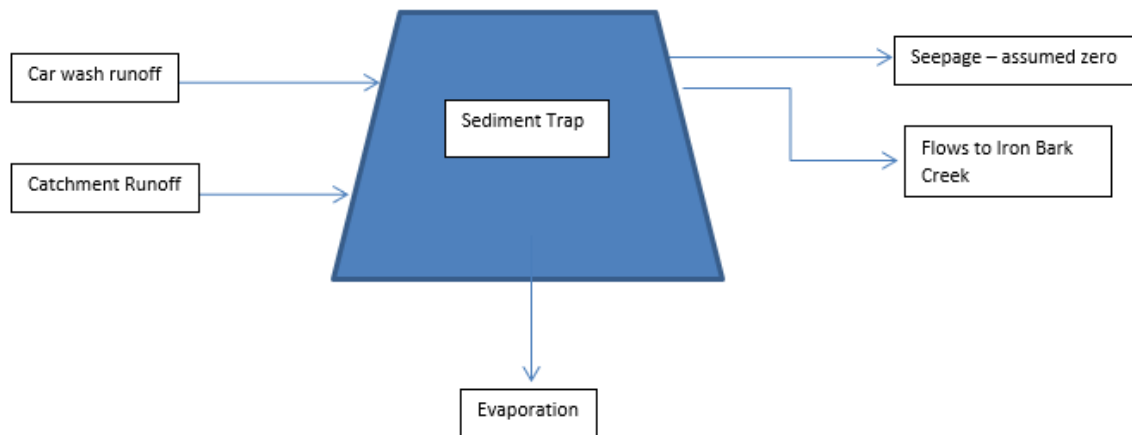 Car wash runoff
Seepage – assumed zero
Sediment Trap
Catchment Runoff
Flows to Iron Bark
Creek
Evaporation